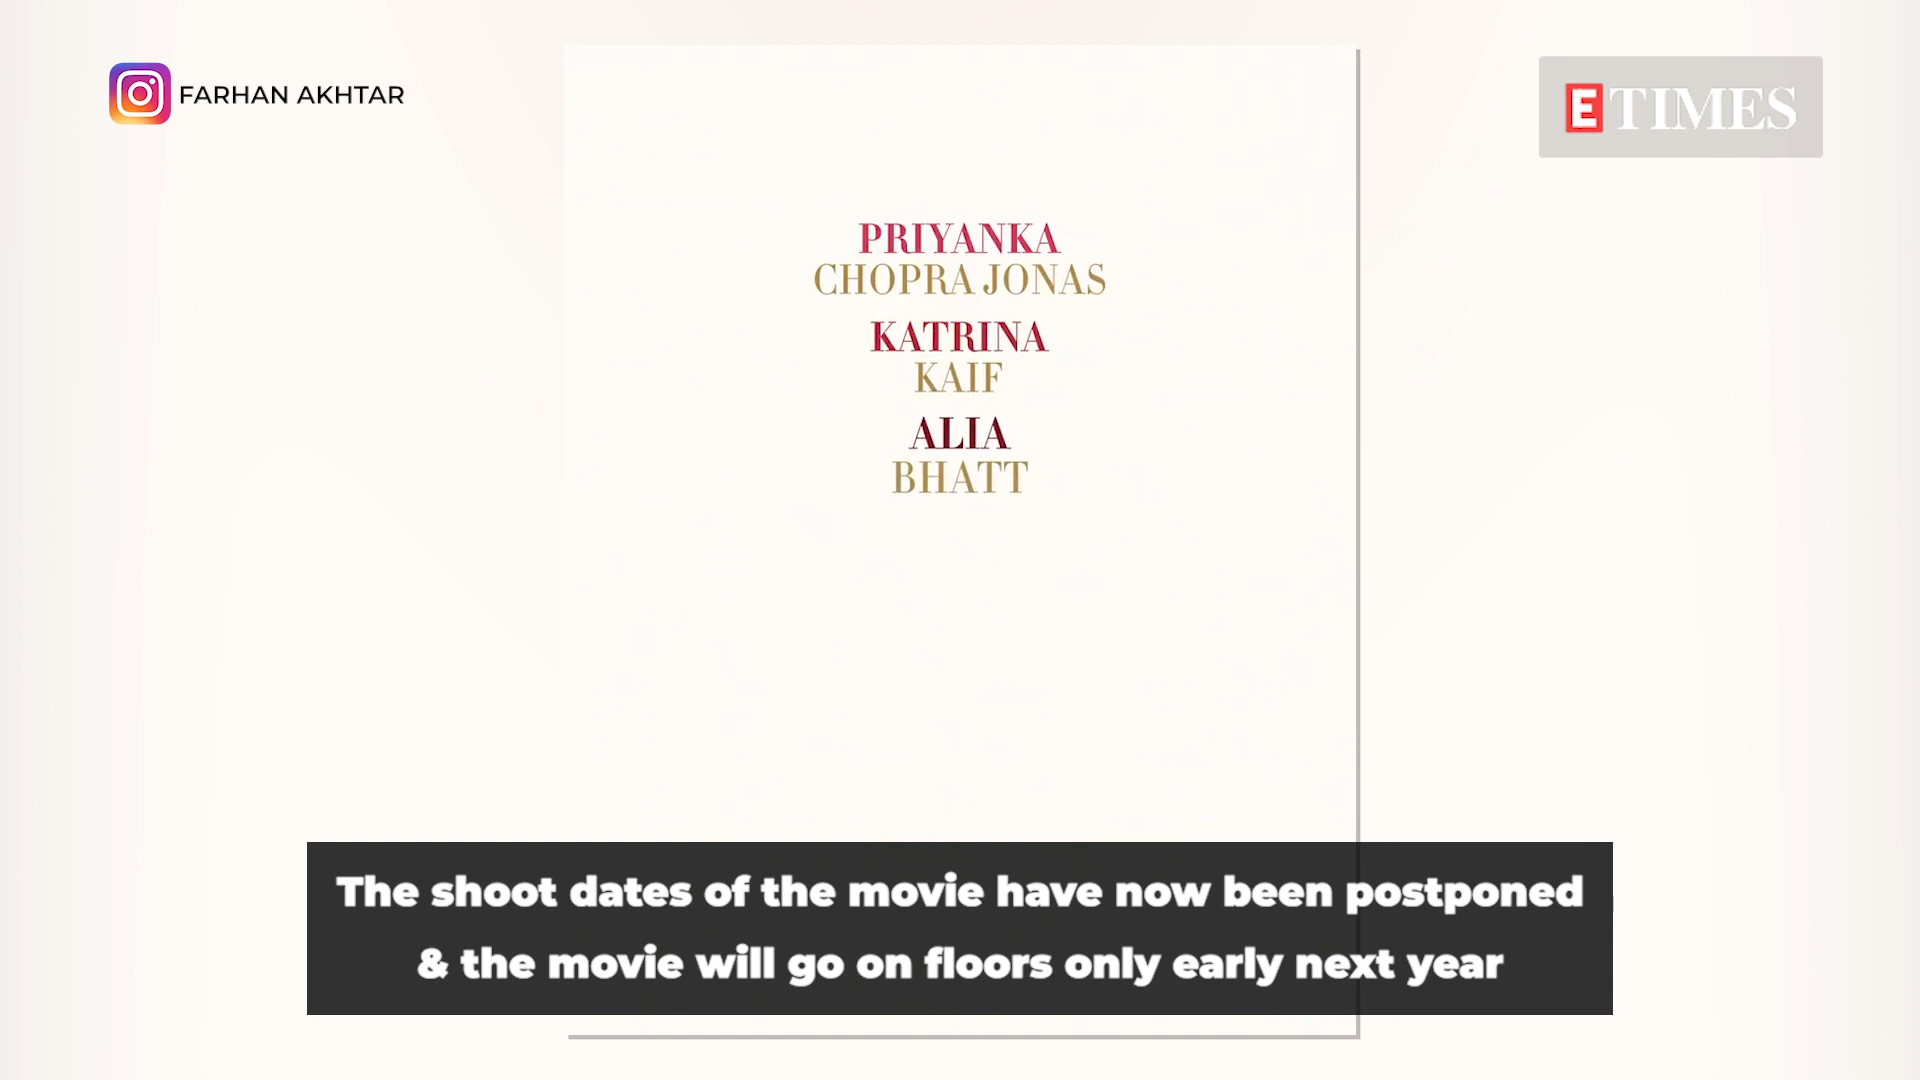 FARHAN AKHTAR
E TIMES
PRIYANKA
CHOPRA JONAS
KATRINA
KAIF
ALIA
BHATT
The shoot dates of the movie have now been postponed
& the movie will go on floors only early next year